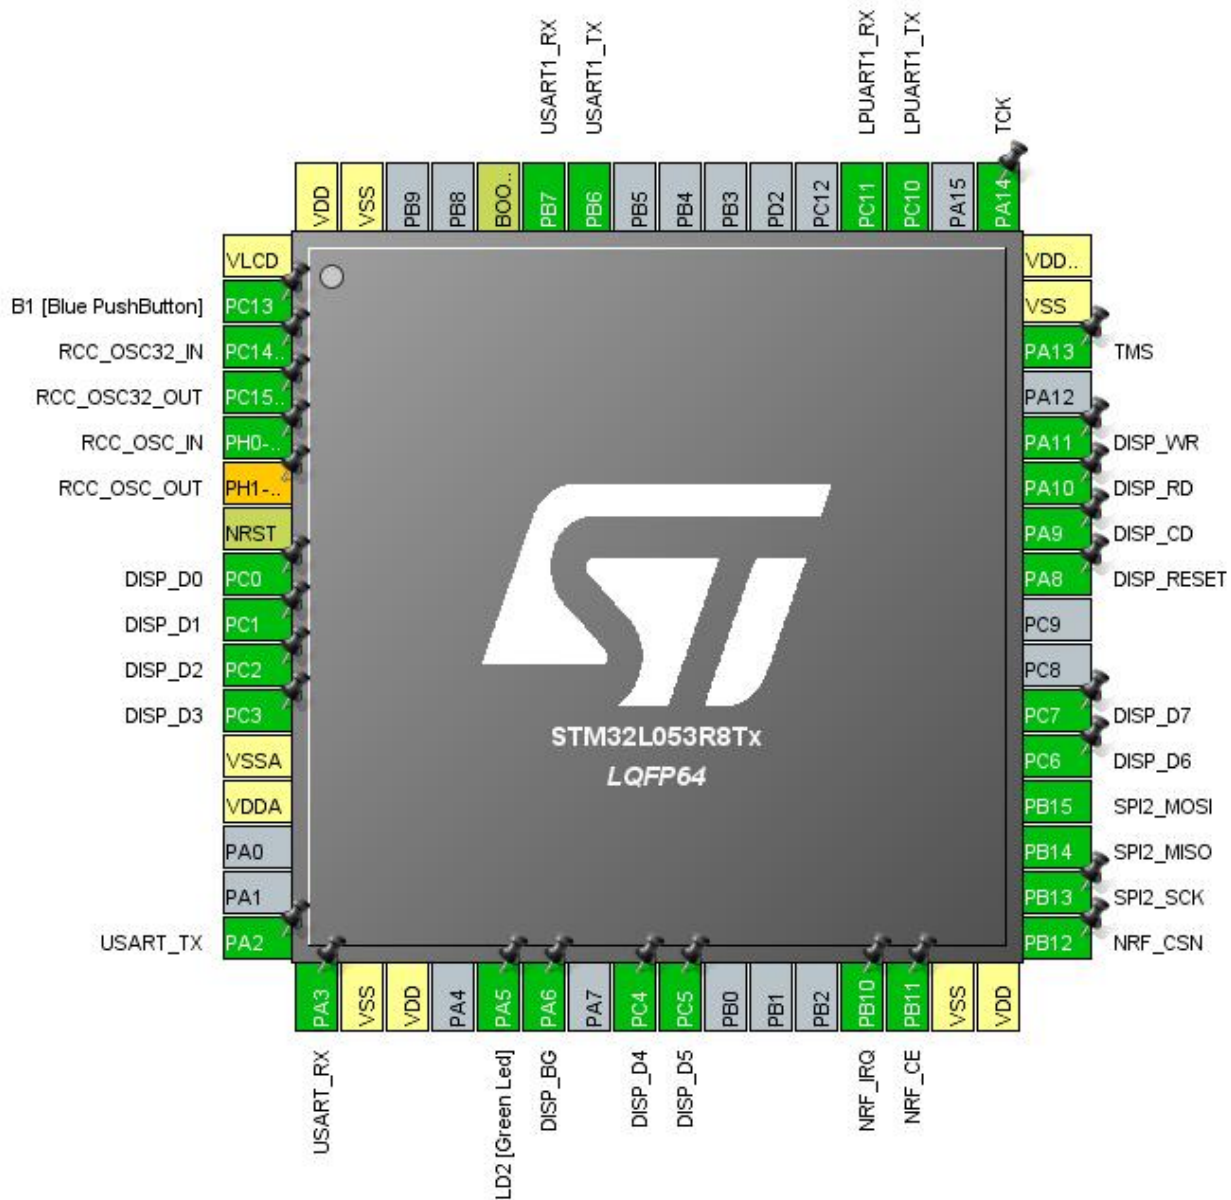 USART1_RX
USART1_TX
LPUART1_RX
LPUART1_TX
TCK
VDD
VSS
PB9
PB8
BOO..
PB7
PB6
PB5
PB4
PB3
PD2
PC12
PC11
PC10
PA15
PA14
VLCD
B1 [Blue PushButton] PC13
RCC_OSC32_IN PC14..
RCC_OSC32_OUT PC15..
RCC_OSC_IN PH0-..
RCC_OSC_OUT PH1-..
NRST
DISP_D0 PC0
DISP_D1 PC1
DISP_D2 PC2
DISP_D3 PC3
VSSA
VDDA
PA0
PA1
USART_TX PA2
ST
STM32L053R8Tx
LQFP64
VDD..
VSS
PA13 TMS
PA12
PA11 DISP_WR
PA10 DISP_RD
PA9 DISP_CD
PA8 DISP_RESET
PC9
PC8
PC7 DISP_D7
PC6 DISP_D6
PB15 SPI2_MOSI
PB14 SPI2_MISO
PB13 SPI2_SCK
PB12 NRF_CSN
PA3
VSS
VDD
PA4
PA5
PA6
PA7
PC4
PC5
PB0
PB1
PB2
PB10
PB11
VSS
VDD
USART_RX
LD2 [Green Led]
DISP_BG
DISP_D4
DISP_D5
NRF_IRQ
NRF_CE